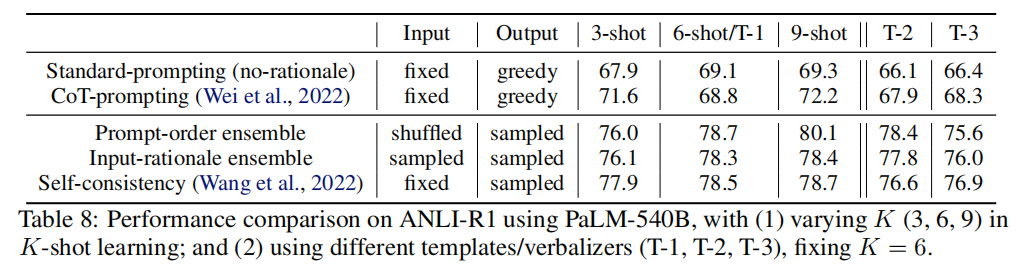 Input Output 3-shot 6-shot/T-1 9-shot T-2 T-3
Standard-prompting (no-rationale) fixed greedy 67.9 69.1 69.3 66.1 66.4
CoT-prompting (Wei et al., 2022) fixed greedy 71.6 68.8 72.2 67.9 68.3
Prompt-order ensemble shuffled sampled 76.0 78.7 80.1 78.4 75.6
Input-rationale ensemble sampled sampled 76.1 78.3 78.4 77.8 76.0
Self-consistency (Wang et al., 2022) fixed sampled 77.9 78.5 78.7 76.6 76.9
Table 8: Performance comparison on ANLI-R1 using PaLM-540B, with (1) varying K (3, 6, 9) in
K-shot learning; and (2) using different templates/verbalizers (T-1, T-2, T-3), fixing K = 6.